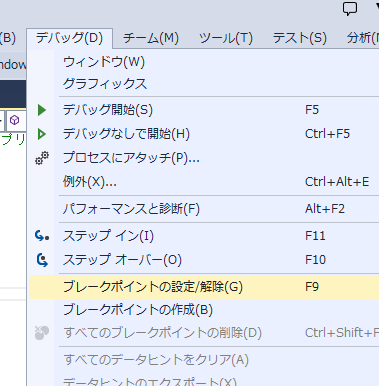 (B) デバッグ(D) チーム(M) ツール(T) テスト(S) 分析(
ndow
ウィンドウ(W)
グラフィックス
デバッグ開始(S) F5
デバッグなしで開始(H) Ctrl+F5
プリ
プロセスにアタッチ(P)...
例外(X)... Ctrl+Alt+E
パフォーマンスと診断(F) Alt+F2
ステップ イン(I) F11
ステップ オーバー(O) F10
ブレークポイントの設定/解除(G) F9
ブレークポイントの作成(B)
すべてのブレークポイントの削除(D) Ctrl+Shift+F
すべてのデータヒントをクリア(A)
データヒントのエクスポート(X)